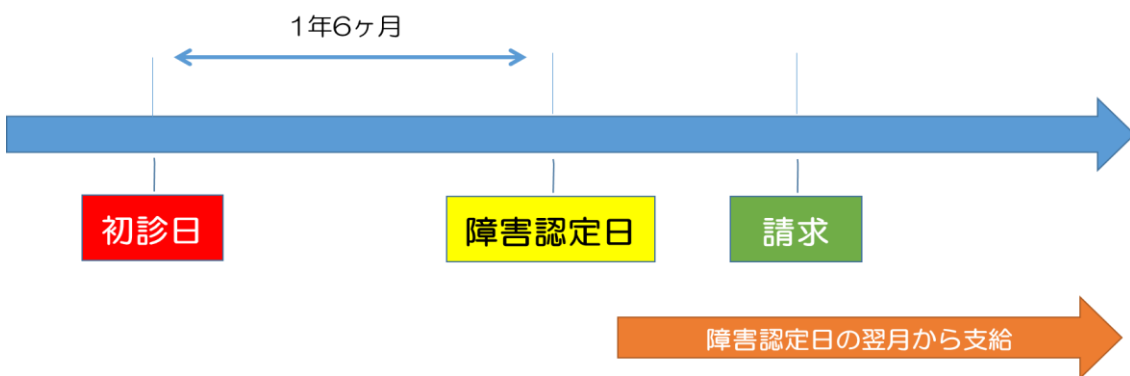 1年6ヶ月
初診日
障害認定日
請求
障害認定日の翌月から支給